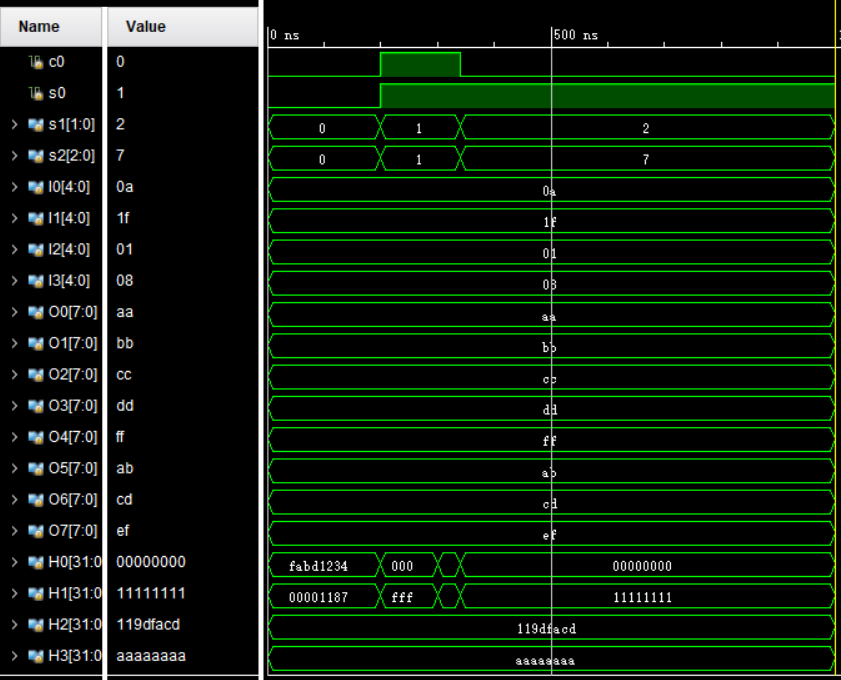 Name Value 0 ns 500 ns
c0 0
s0 1
s1[1:0] 2 0 1 2
s2[2:0] 7 0 1 7
I0[4:0] 0a 0a
I1[4:0] 1f 1f
I2[4:0] 01 01
I3[4:0] 08 08
O0[7:0] aa aa
O1[7:0] bb bb
O2[7:0] cc cc
O3[7:0] dd dd
O4[7:0] ff ff
O5[7:0] ab ab
O6[7:0] cd cd
O7[7:0] ef ef
H0[31:0 00000000 fabd1234 000 00000000
H1[31:0 11111111 00001187 fff 11111111
H2[31:0 119dfacd 119dfacd
H3[31:0 aaaaaaaa aaaaaaaa